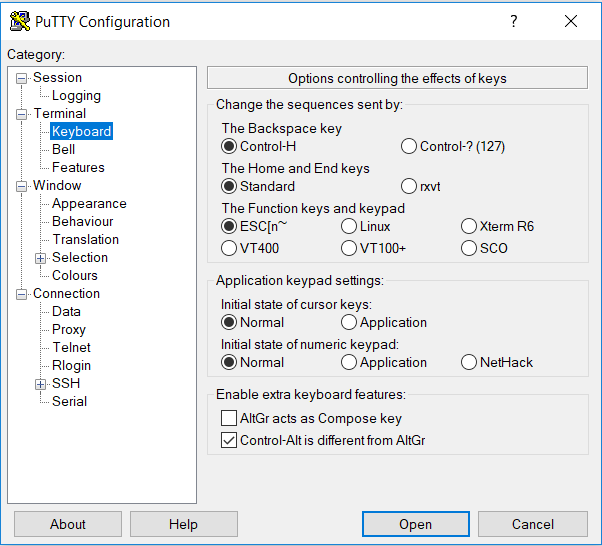 PuTTY Configuration ?
Category:
Session
Logging
Terminal
Keyboard
Bell
Features
Window
Appearance
Behaviour
Translation
Selection
Colours
Connection
Data
Proxy
Telnet
Rlogin
SSH
Serial
Options controlling the effects of keys
Change the sequences sent by:
The Backspace key
Control-H Control-? (127)
The Home and End keys
Standard rxvt
The Function keys and keypad
ESC[n~ Linux Xterm R6
VT400 VT100+ SCO
Application keypad settings:
Initial state of cursor keys:
Normal Application
Initial state of numeric keypad:
Normal Application NetHack
Enable extra keyboard features:
AltGr acts as Compose key
Control-Alt is different from AltGr
About Help Open Cancel